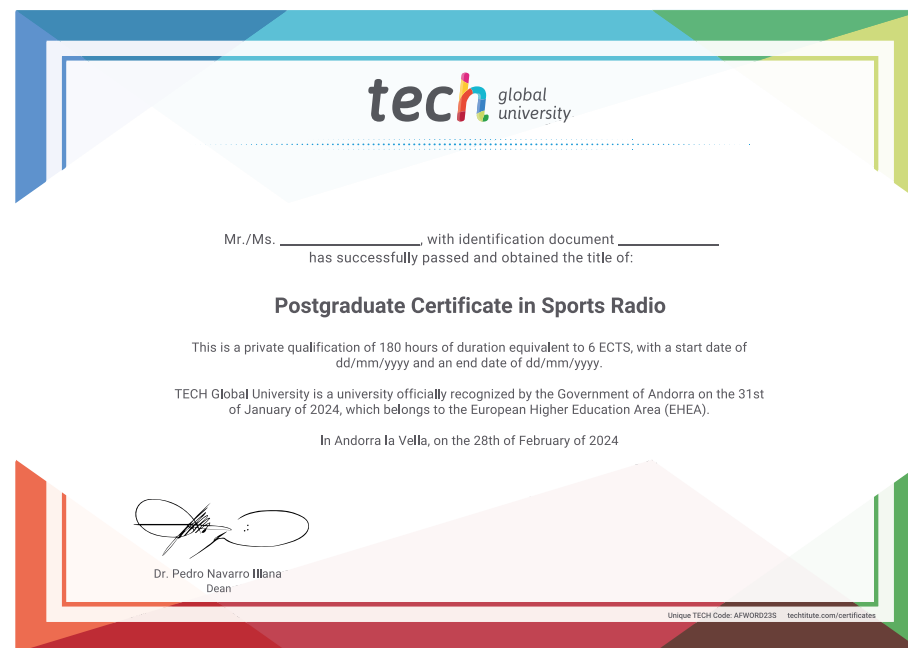 tech global university
Mr./Ms. ____________________, with identification document ______________
has successfully passed and obtained the title of:
Postgraduate Certificate in Sports Radio
This is a private qualification of 180 hours of duration equivalent to 6 ECTS, with a start date of
dd/mm/yyyy and an end date of dd/mm/yyyy.
TECH Global University is a university officially recognized by the Government of Andorra on the 31st
of January of 2024, which belongs to the European Higher Education Area (EHEA).
In Andorra la Vella, on the 28th of February of 2024
Dr. Pedro Navarro Illana
Dean
Unique TECH Code: AFWORD23S techtitute.com/certificates